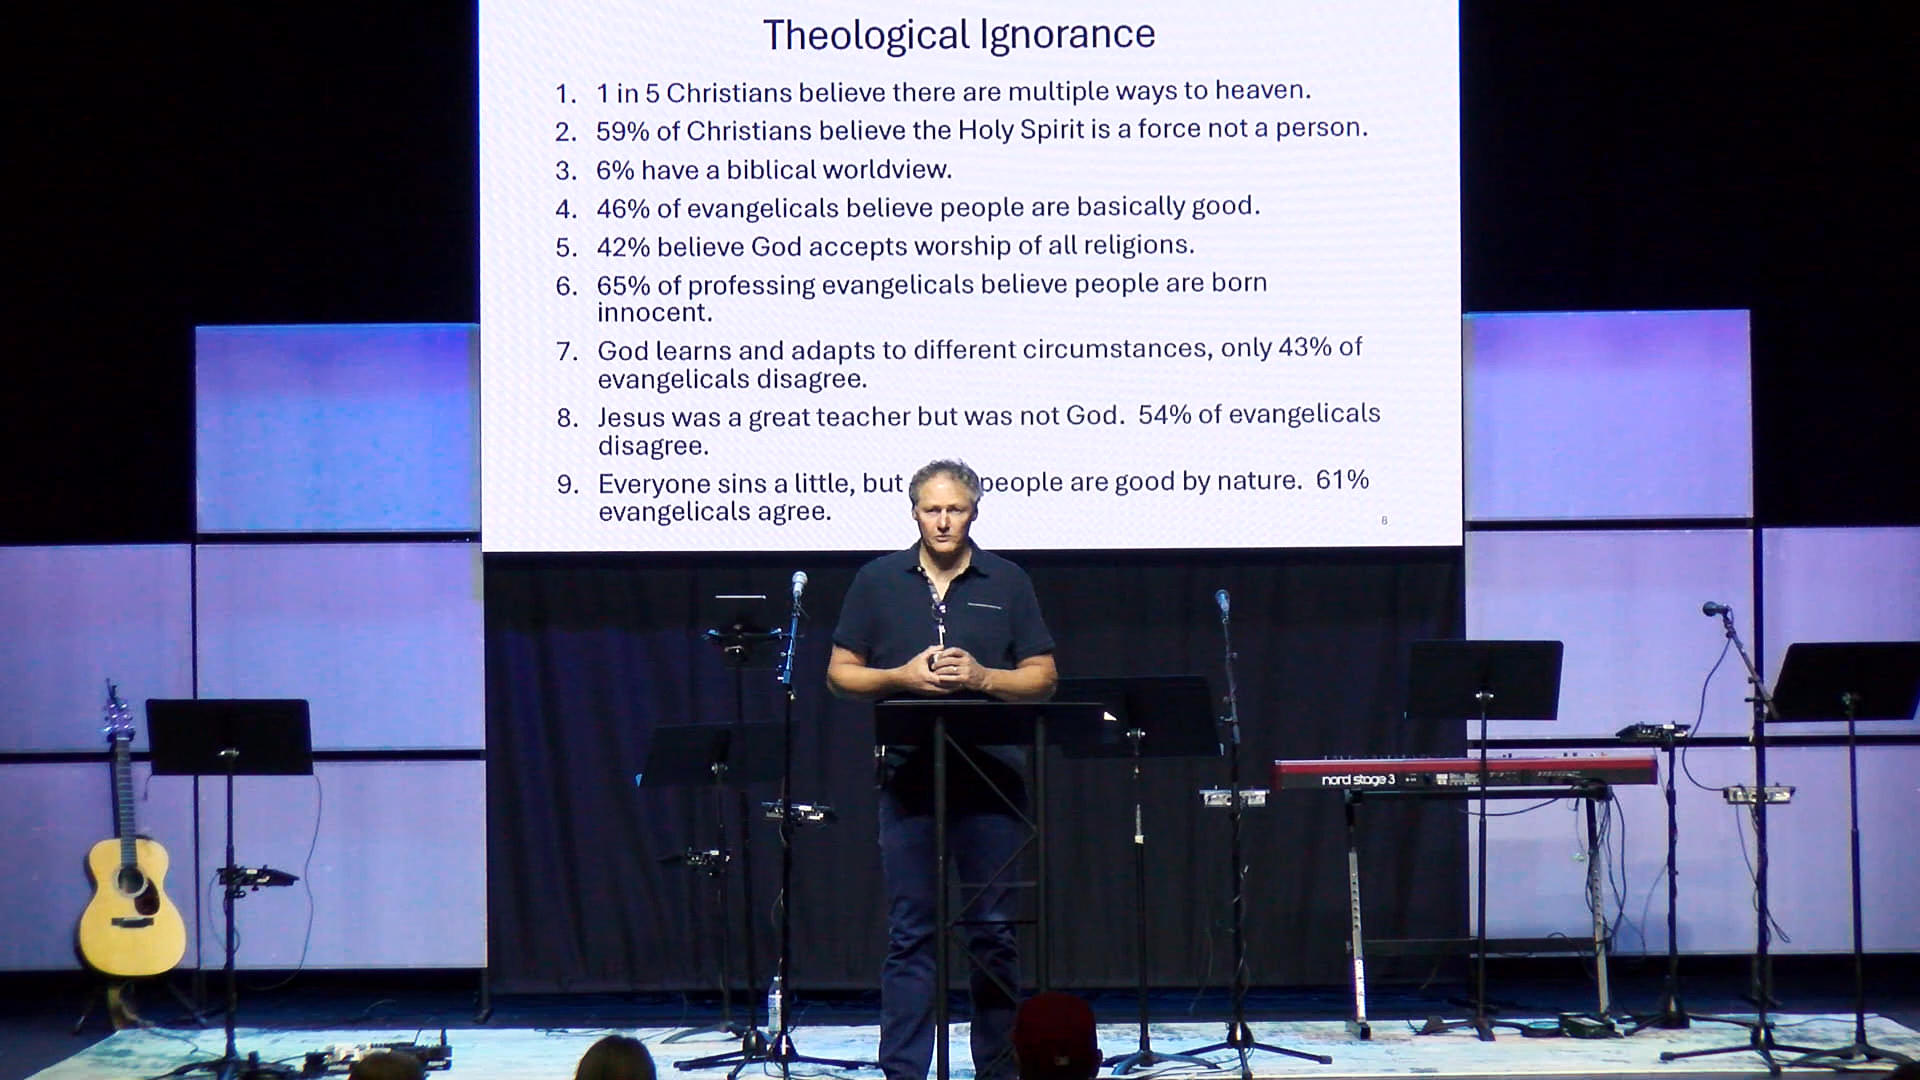 Theological Ignorance
1. 1 in 5 Christians believe there are multiple ways to heaven.
2. 59% of Christians believe the Holy Spirit is a force not a person.
3. 6% have a biblical worldview.
4. 46% of evangelicals believe people are basically good.
5. 42% believe God accepts worship of all religions.
6. 65% of professing evangelicals believe people are born
innocent.
7. God learns and adapts to different circumstances, only 43% of
evangelicals disagree.
8. Jesus was a great teacher but was not God. 54% of evangelicals
disagree.
9. Everyone sins a little, but people are good by nature. 61%
evangelicals agree.
nord stage 3